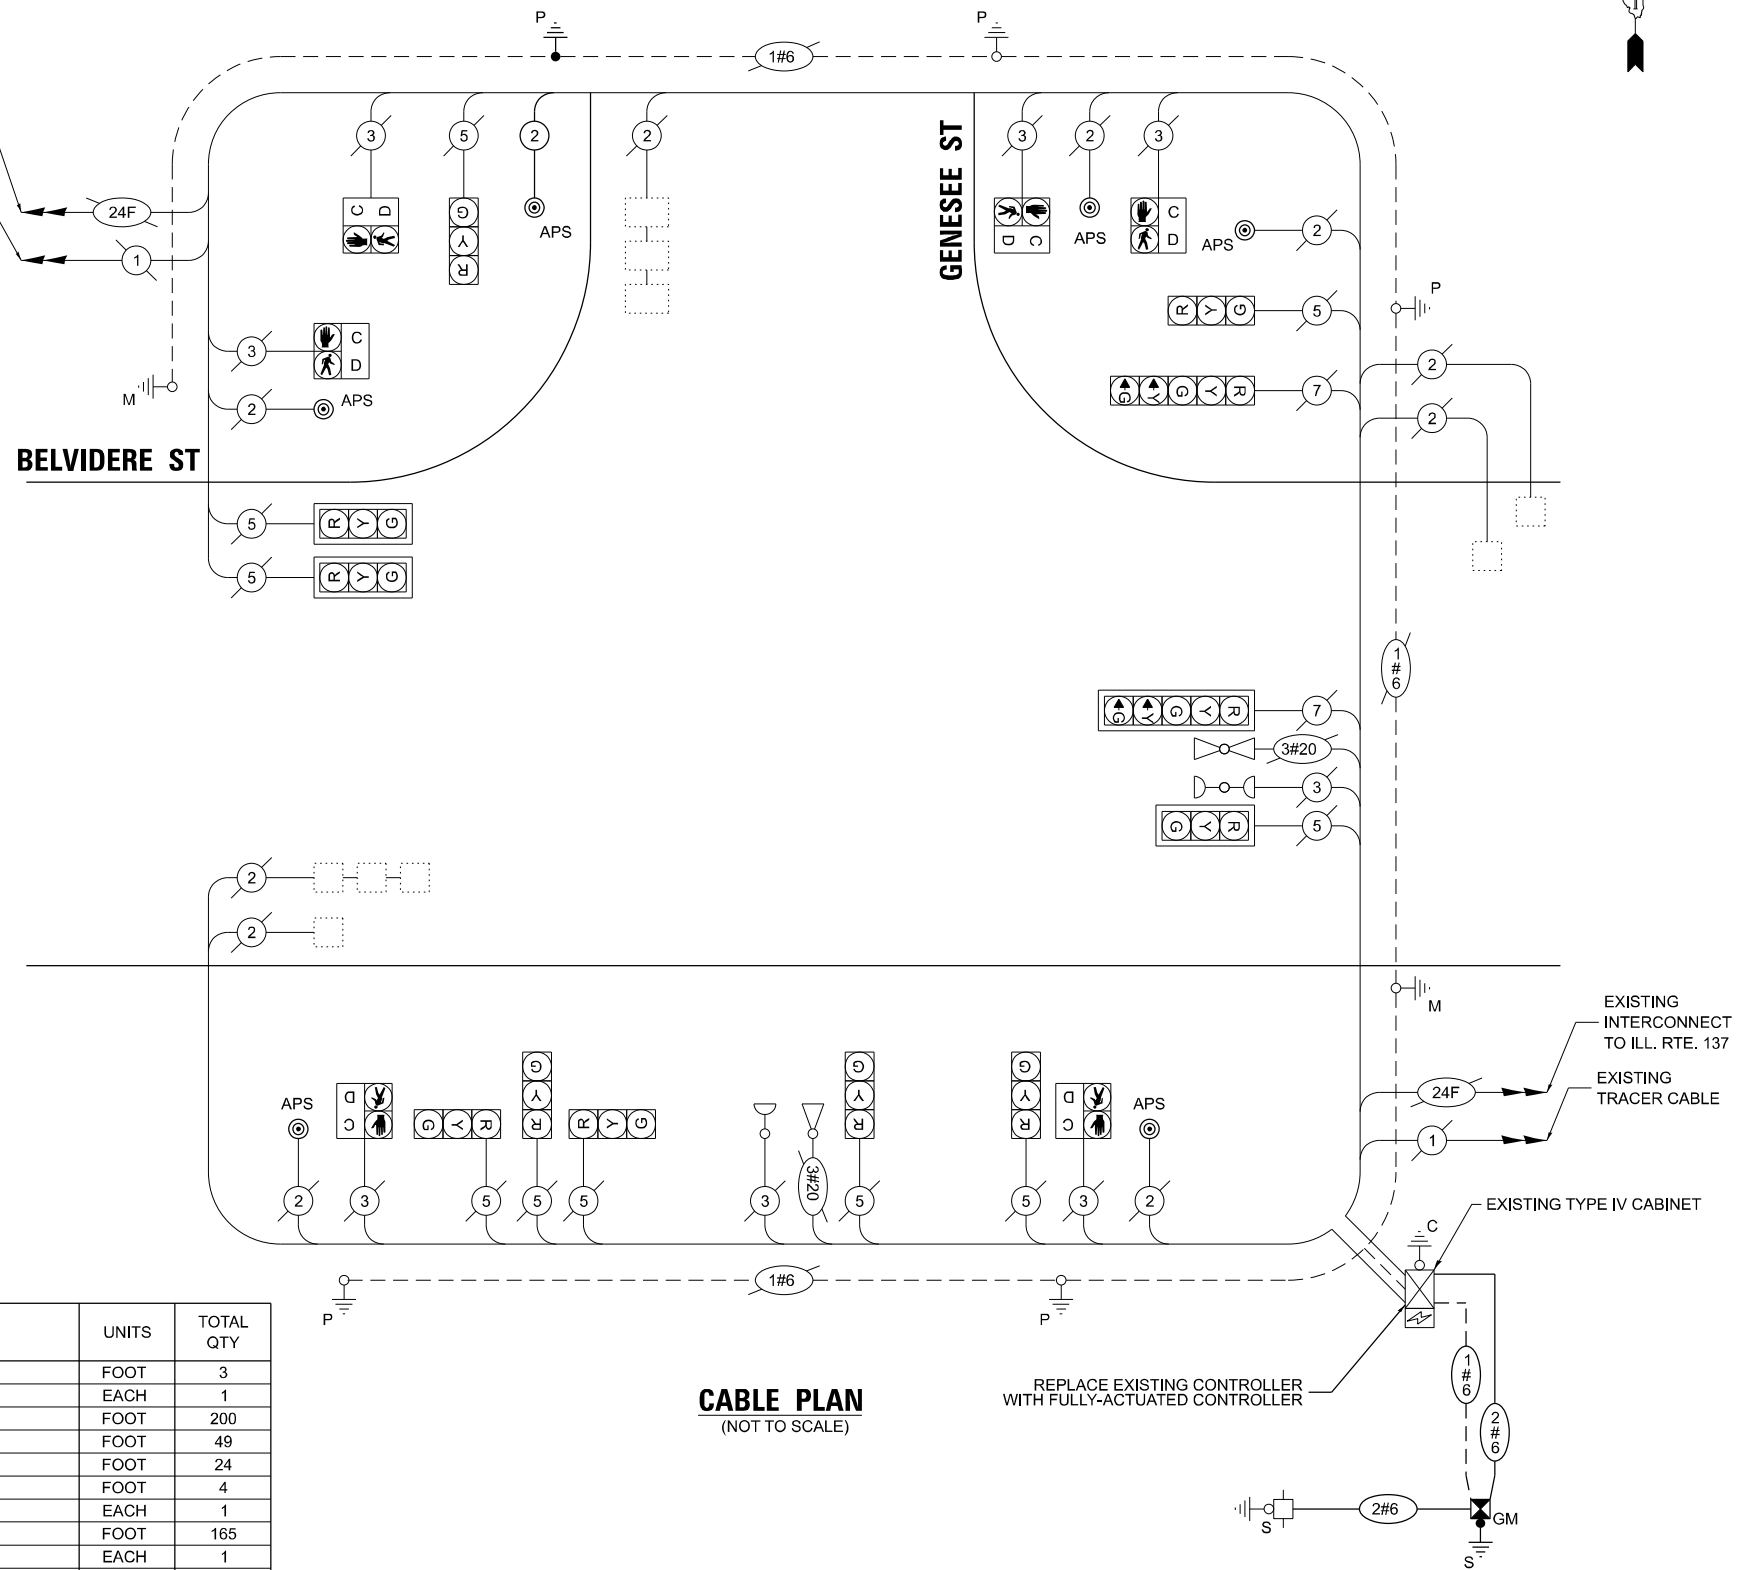 P
P
1#6
3
5
2
2
3
2
3
GENESEE ST
24F
C D
G
Y
R
APS
D C
APS
C
D
APS
2
1
R Y G
5
P
3
C
D
M
2
APS
G Y G Y R
7
2
2
BELVIDERE ST
5
R Y G
5
R Y G
1
#
6
G Y G Y R
7
3#20
3
G Y R
5
2
2
M
EXISTING
INTERCONNECT
TO ILL. RTE. 137
24F
EXISTING
TRACER CABLE
1
APS
D
C
G Y R
G
Y
R
R Y G
G
Y
R
G
Y
R
D
C
APS
2
3
5
5
5
3
3#20
5
5
3
2
EXISTING TYPE IV CABINET
C
P
1#6
P
REPLACE EXISTING CONTROLLER
WITH FULLY-ACTUATED CONTROLLER
1
#
6
2
#
6
CABLE PLAN
(NOT TO SCALE)
S
2#6
GM
S
UNITS TOTAL QTY
FOOT 3
EACH 1
FOOT 200
FOOT 49
FOOT 24
FOOT 4
EACH 1
FOOT 165
EACH 1